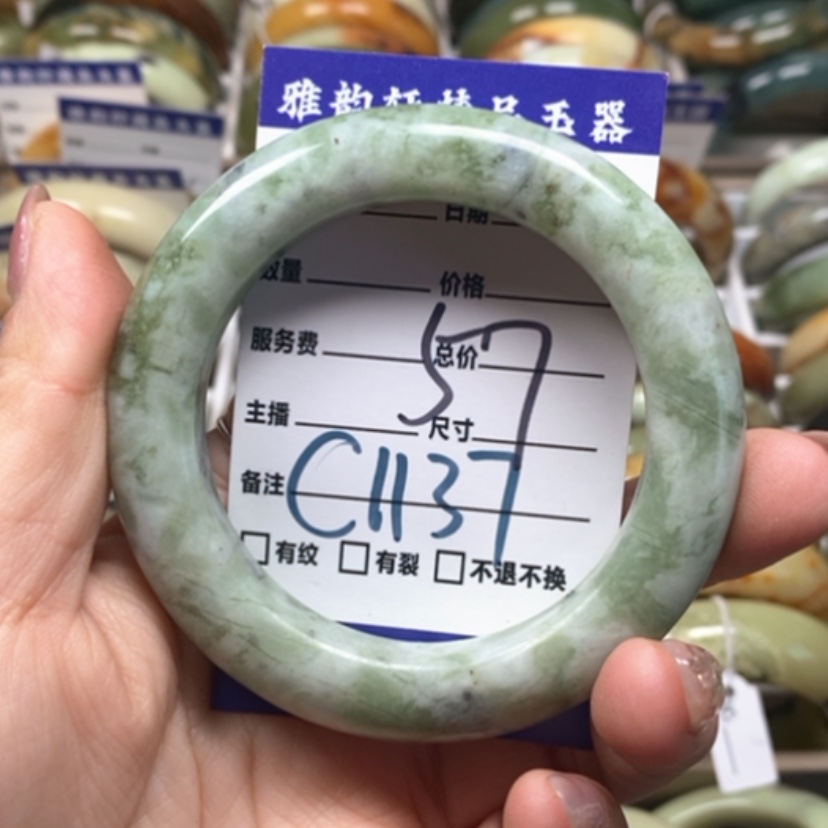 雅韵轩臻品玉器
日期
数量 价格
服务费 总价
57
主播 尺寸
C1137
备注
有纹 有裂 不退不换